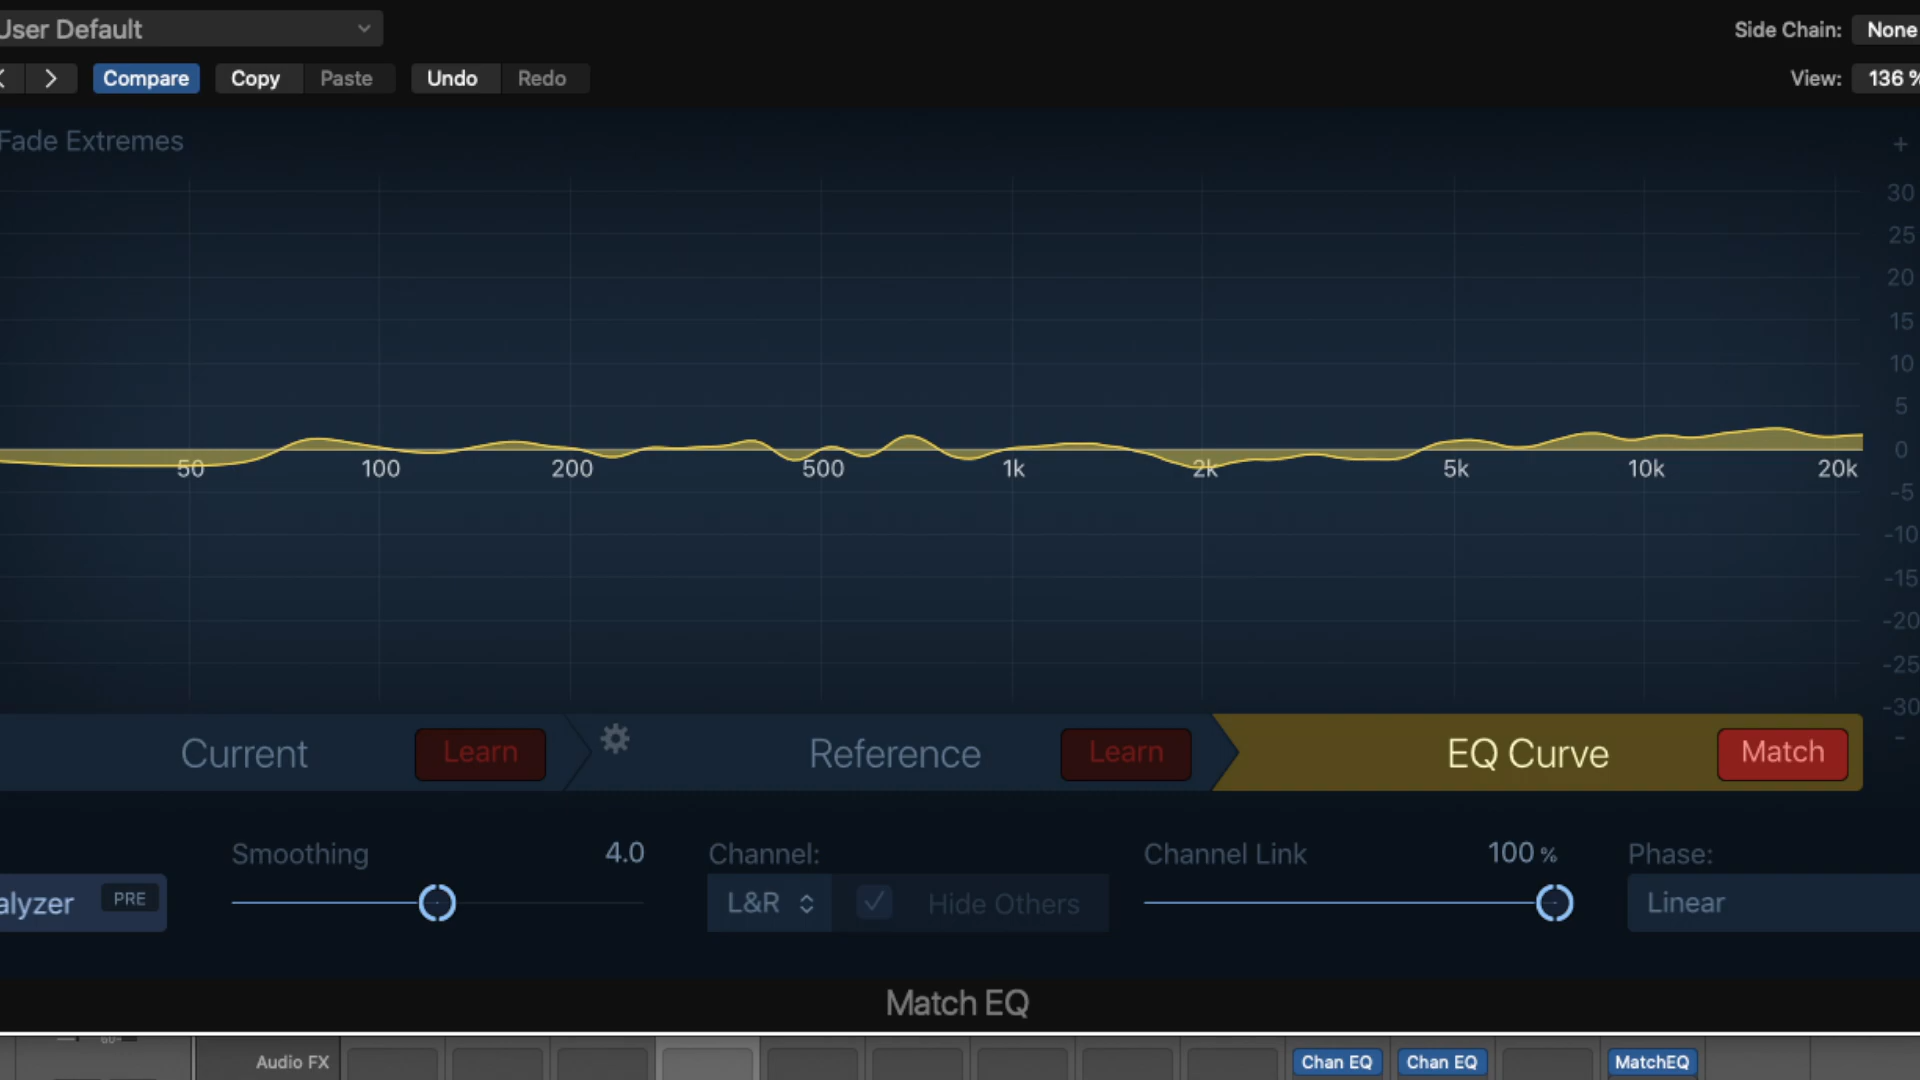 User Default
Side Chain: None
Compare Copy Paste Undo Redo
View: 136 %
Fade Extremes
+
30
25
20
15
10
5
0
50 100 200 500 1k 2k 5k 10k 20k
-5
-10
-15
-20
-25
-30
-
Current Learn Reference Learn EQ Curve Match
Smoothing 4.0 Channel: Channel Link 100 % Phase:
alyzer PRE L&R Hide Others Linear
Match EQ
60
Audio FX Chan EQ Chan EQ MatchEQ